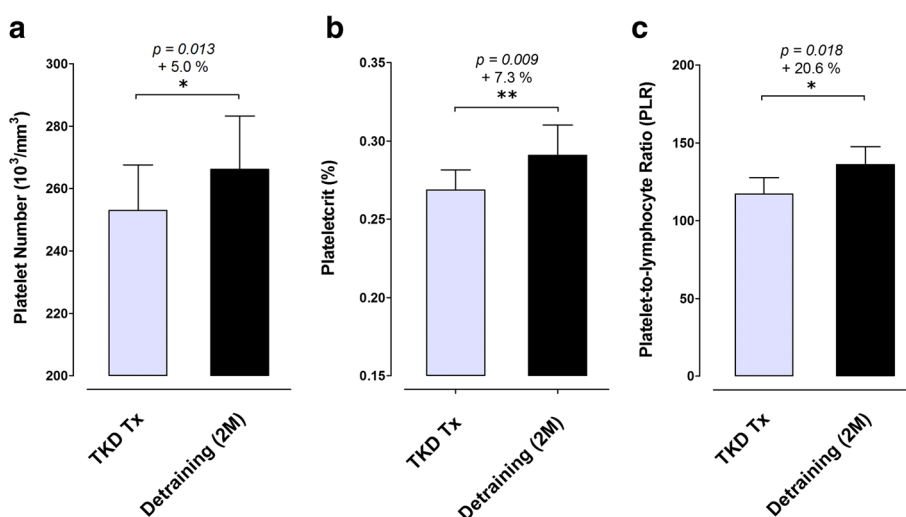 a
p = 0.013
+ 5.0 %
*
Platelet Number (10³/mm³)
300
280
260
240
220
200
TKD Tx
Detraining (2M)
b
p = 0.009
+ 7.3 %
**
Plateletcrit (%)
0.35
0.30
0.25
0.20
0.15
TKD Tx
Detraining (2M)
c
p = 0.018
+ 20.6 %
*
Platelet-to-lymphocyte Ratio (PLR)
200
150
100
50
0
TKD Tx
Detraining (2M)